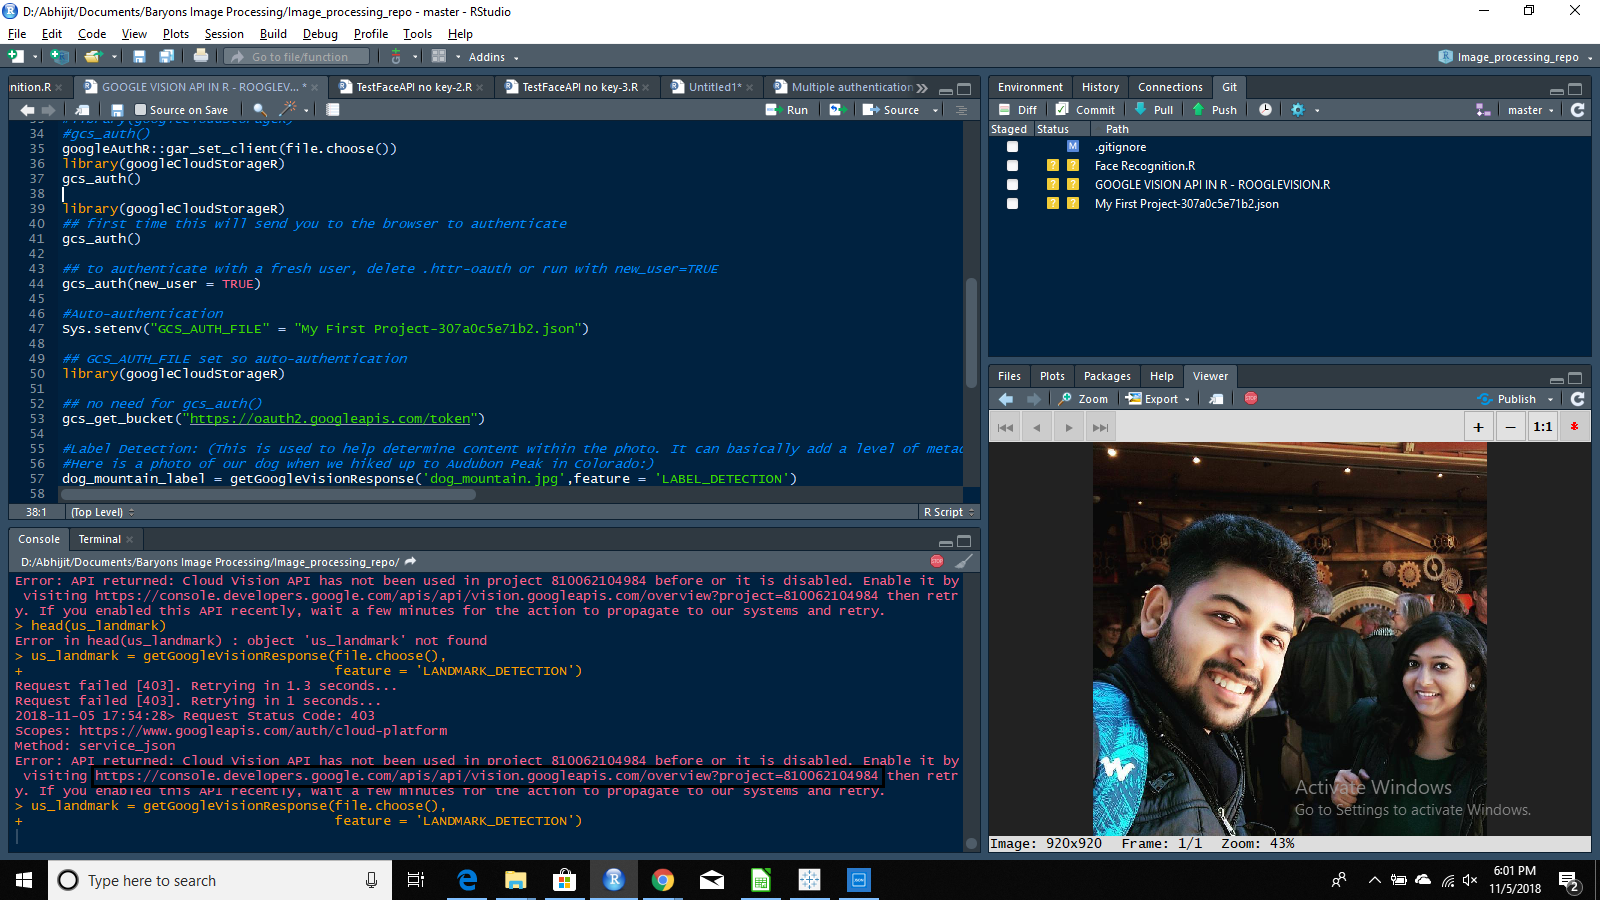 D:/Abhijit/Documents/Baryons Image Processing/Image_processing_repo - master - RStudio
File Edit Code View Plots Session Build Debug Profile Tools Help
Go to file/function Addins Image_processing_repo
nition.R GOOGLE VISION API IN R - ROOGLEV... * TestFaceAPI no key-2.R TestFaceAPI no key-3.R Untitled1* Multiple authentication
Source on Save Run Source
34 #gcs_auth()
35 googleAuthR::gar_set_client(file.choose())
36 library(googleCloudStorageR)
37 gcs_auth()
38
39 library(googleCloudStorageR)
40 ## first time this will send you to the browser to authenticate
41 gcs_auth()
42
43 ## to authenticate with a fresh user, delete .httr-oauth or run with new_user=TRUE
44 gcs_auth(new_user = TRUE)
45
46 #Auto-authentication
47 Sys.setenv("GCS_AUTH_FILE" = "My First Project-307a0c5e71b2.json")
48
49 ## GCS_AUTH_FILE set so auto-authentication
50 library(googleCloudStorageR)
51
52 ## no need for gcs_auth()
53 gcs_get_bucket("https://oauth2.googleapis.com/token")
54
55 #Label Detection: (This is used to help determine content within the photo. It can basically add a level of metad
56 #Here is a photo of our dog when we hiked up to Audubon Peak in Colorado:)
57 dog_mountain_label = getGoogleVisionResponse('dog_mountain.jpg',feature = 'LABEL_DETECTION')
58
38:1 (Top Level) R Script
Console Terminal
D:/Abhijit/Documents/Baryons Image Processing/Image_processing_repo/
Error: API returned: Cloud Vision API has not been used in project 810062104984 before or it is disabled. Enable it by
visiting https://console.developers.google.com/apis/api/vision.googleapis.com/overview?project=810062104984 then retr
y. If you enabled this API recently, wait a few minutes for the action to propagate to our systems and retry.
> head(us_landmark)
Error in head(us_landmark) : object 'us_landmark' not found
> us_landmark = getGoogleVisionResponse(file.choose(),
+ feature = 'LANDMARK_DETECTION')
Request failed [403]. Retrying in 1.3 seconds...
Request failed [403]. Retrying in 1 seconds...
2018-11-05 17:54:28> Request Status Code: 403
Scopes: https://www.googleapis.com/auth/cloud-platform
Method: service_json
Error: API returned: Cloud Vision API has not been used in project 810062104984 before or it is disabled. Enable it by
visiting https://console.developers.google.com/apis/api/vision.googleapis.com/overview?project=810062104984 then retr
y. If you enabled this API recently, wait a few minutes for the action to propagate to our systems and retry.
> us_landmark = getGoogleVisionResponse(file.choose(),
+ feature = 'LANDMARK_DETECTION')
Environment History Connections Git
Diff Commit Pull Push master
Staged Status Path
M .gitignore
? ? Face Recognition.R
? ? GOOGLE VISION API IN R - ROOGLEVISION.R
? ? My First Project-307a0c5e71b2.json
Files Plots Packages Help Viewer
Zoom Export STOP Publish
+ − 1:1
Activate Windows
Go to Settings to activate Windows.
Image: 920x920 Frame: 1/1 Zoom: 43%
Type here to search
6:01 PM
11/5/2018
2